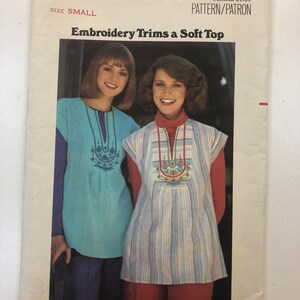 SIZE SMALL
PATTERN/PATRON
Embroidery Trims a Soft Top